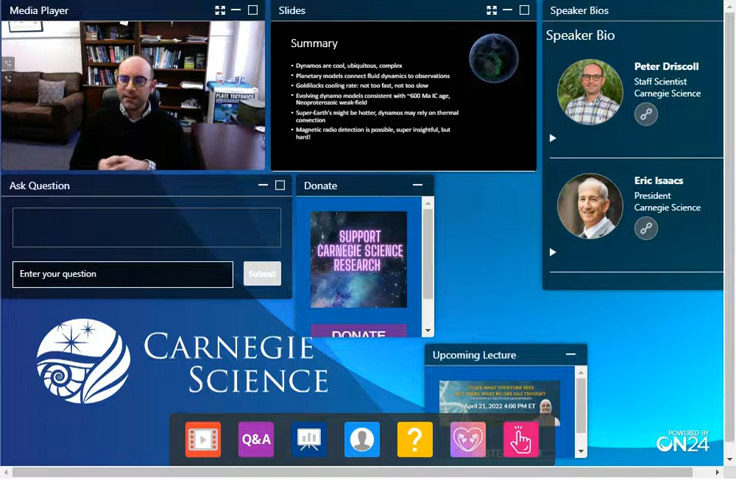 Media Player
Slides
Speaker Bios
Summary
• Dynamos are cool, ubiquitous, complex
• Planetary models connect fluid dynamics to observations
• Goldilocks cooling rate: not too fast, not too slow
• Evolving dynamo models consistent with ~600 Ma IC age,
Neoproterozoic weak-field
• Super-Earth's might be hotter, dynamos may rely on thermal
convection
• Magnetic radio detection is possible, super insightful, but
hard!
PLATE TECTONICS
Speaker Bio
Peter Driscoll
Staff Scientist
Carnegie Science
Eric Isaacs
President
Carnegie Science
Ask Question
Enter your question
Submit
Donate
SUPPORT
CARNEGIE SCIENCE
RESEARCH
DONATE
CARNEGIE
SCIENCE
Upcoming Lecture
April 21, 2022 4:00 PM ET
Q&A
?
POWERED BY
ON24